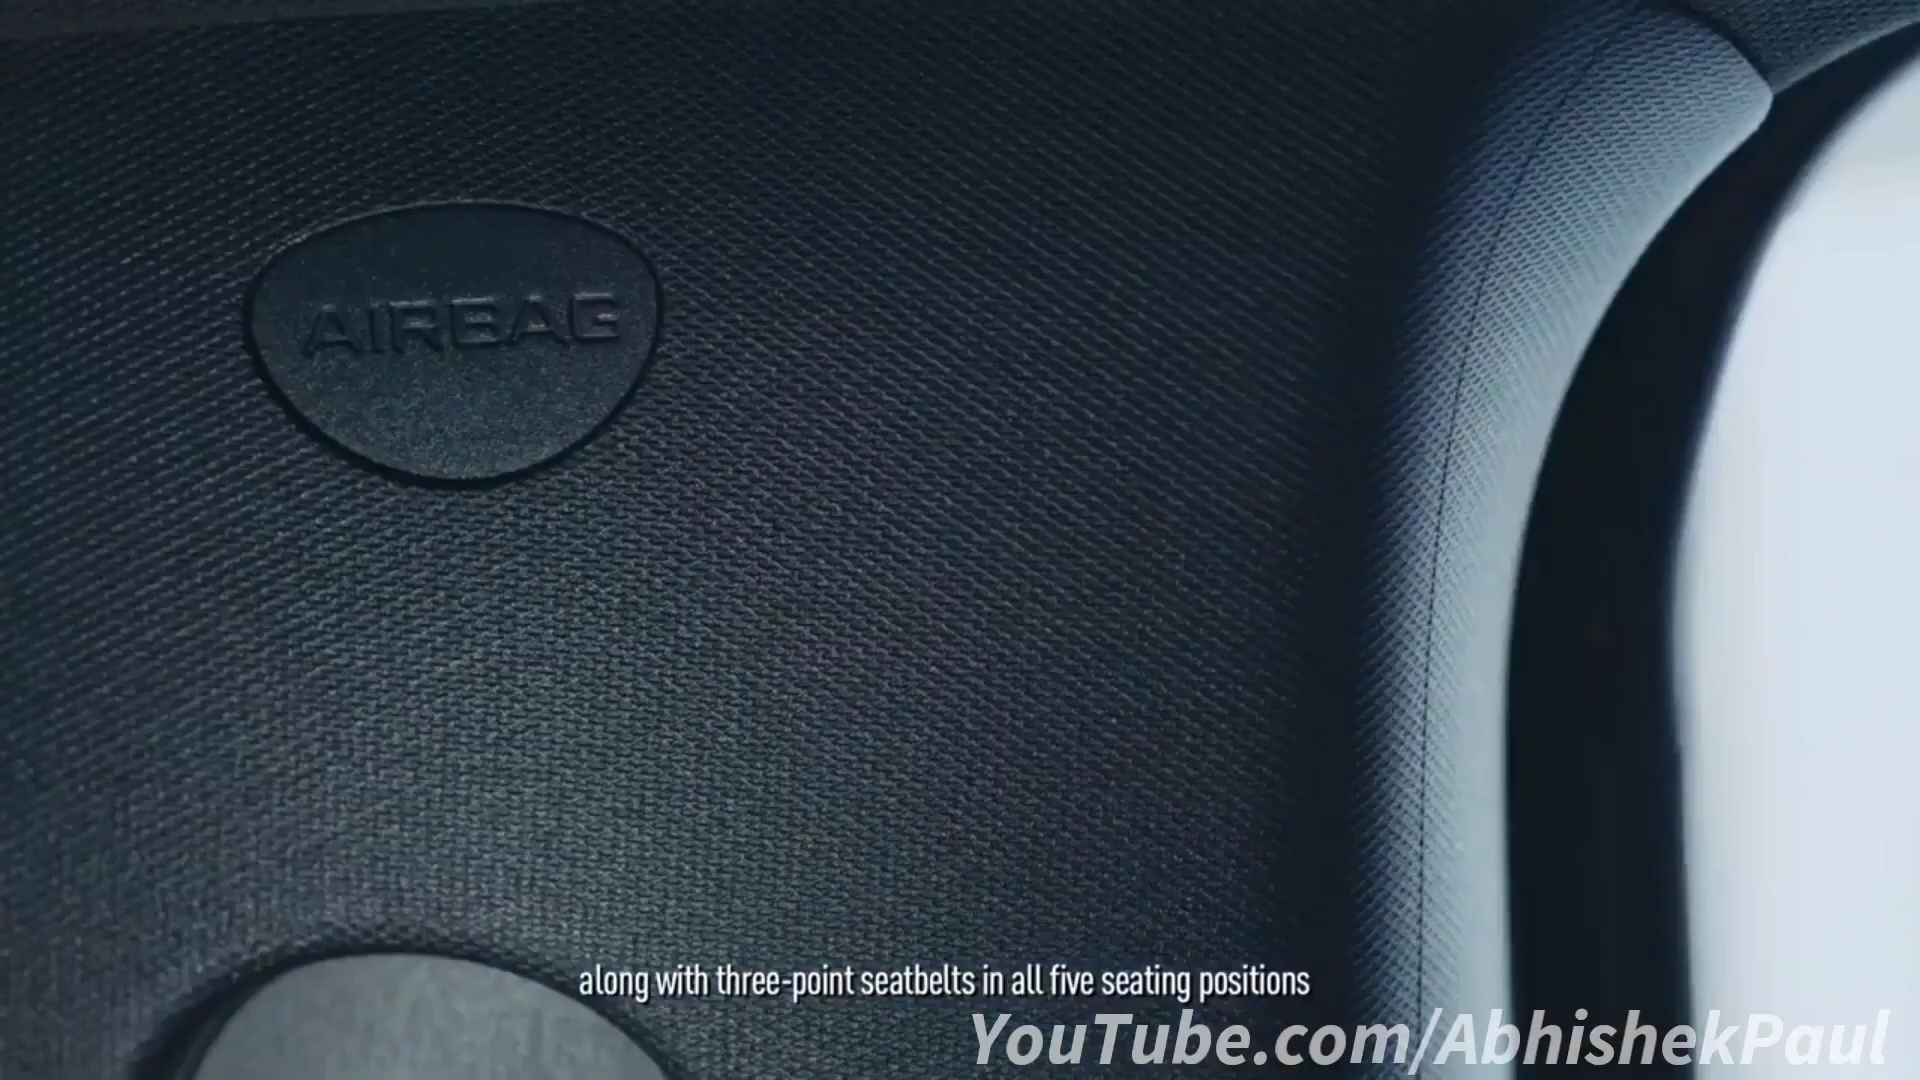 AIRBAG
along with three-point seatbelts in all five seating positions
YouTube.com/AbhishekPaul